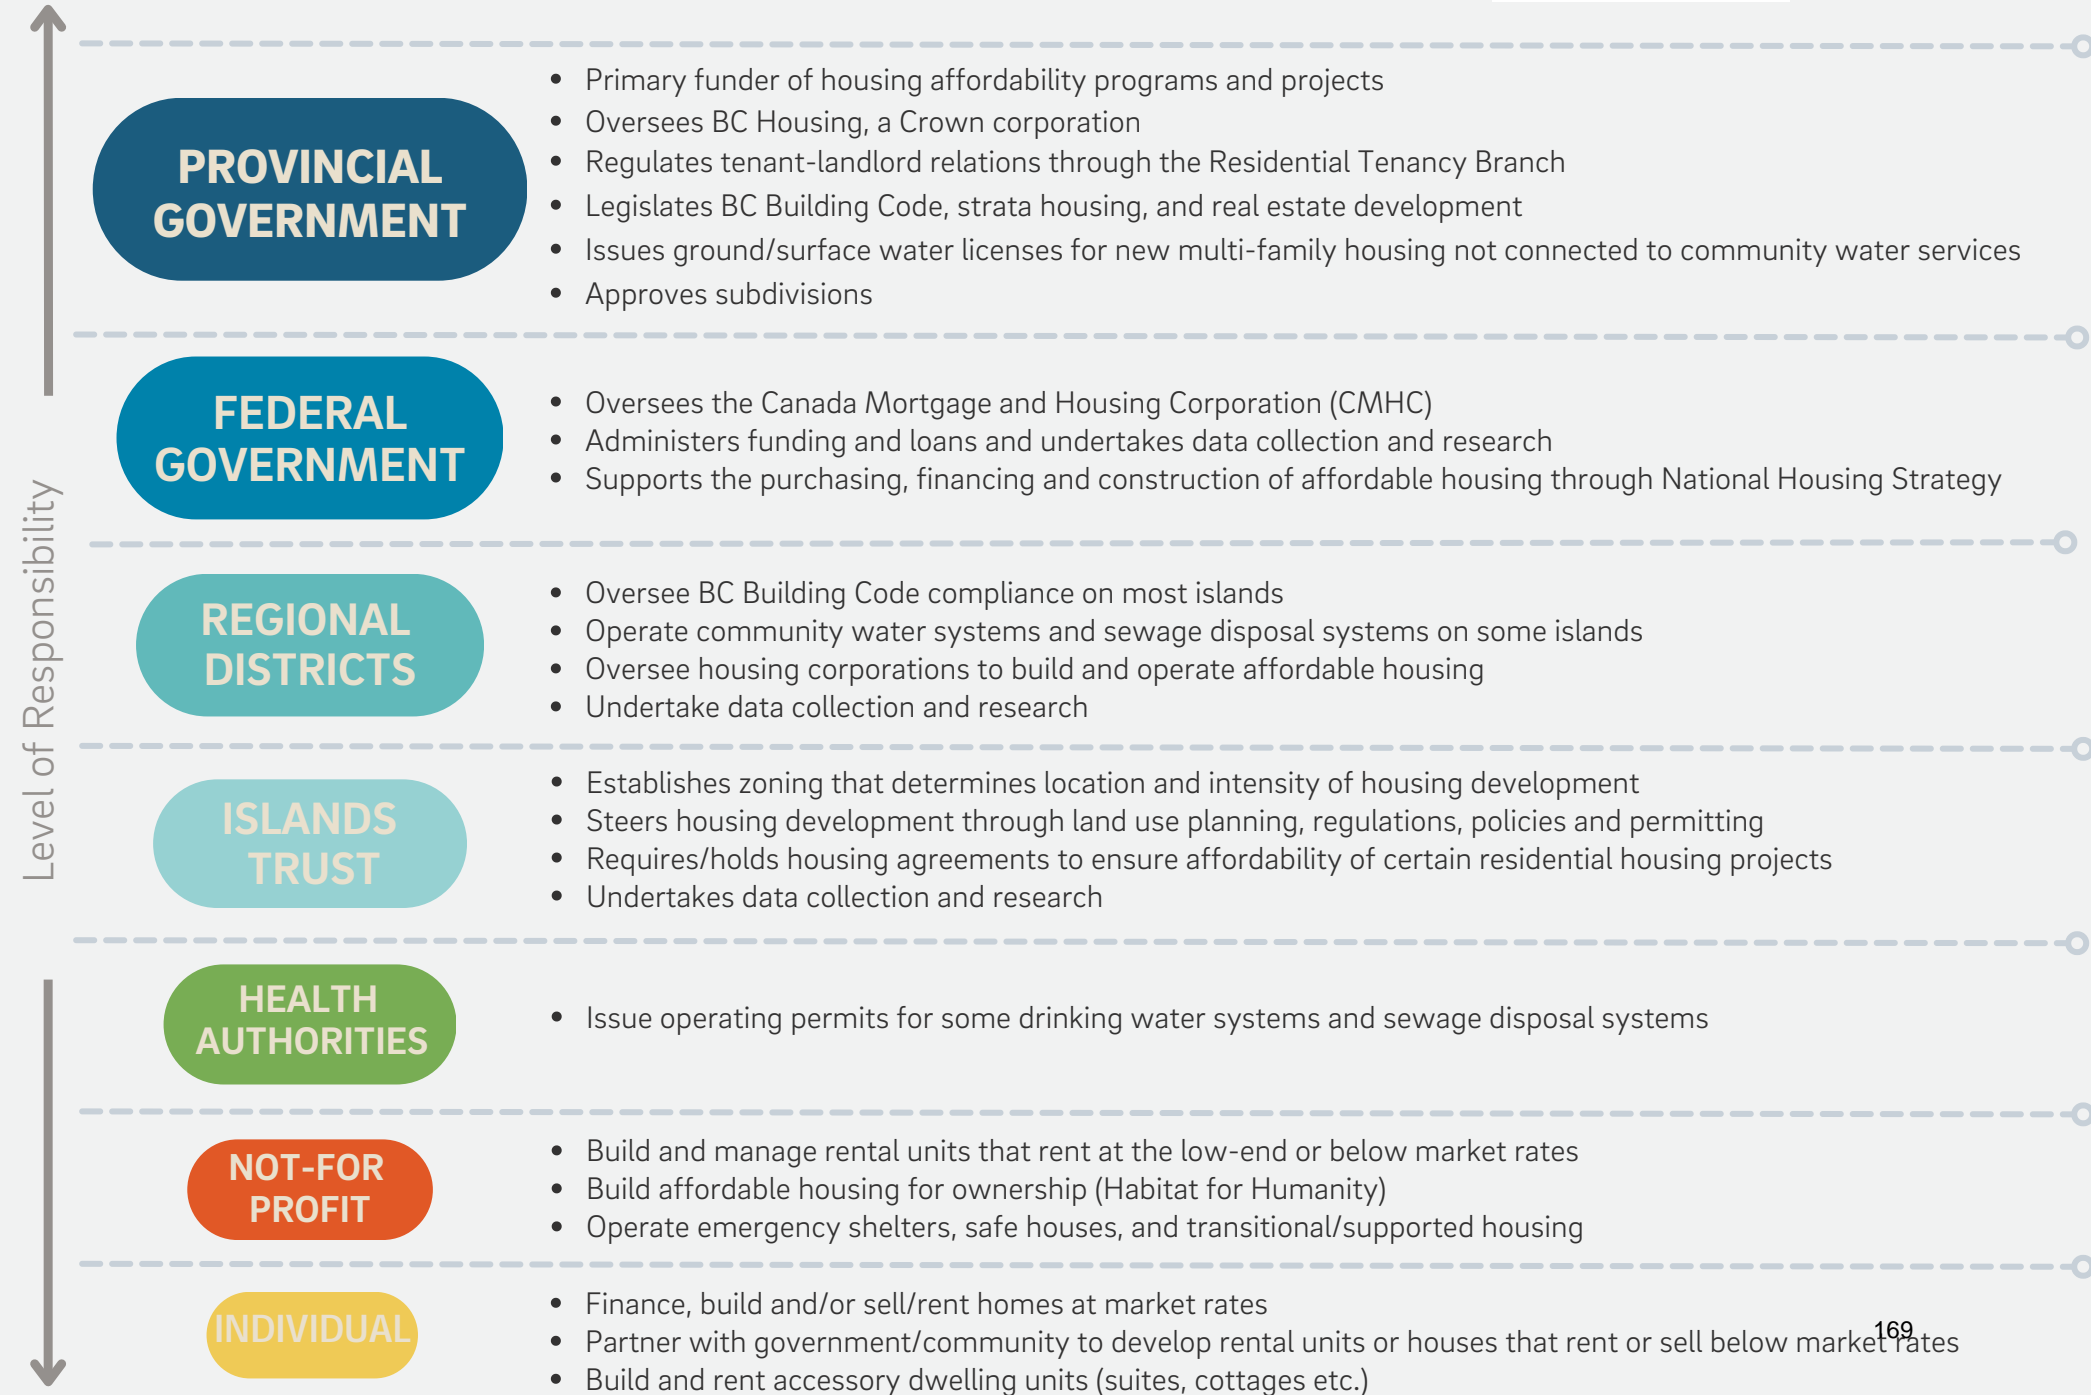 Level of Responsibility
PROVINCIAL
GOVERNMENT
• Primary funder of housing affordability programs and projects
• Oversees BC Housing, a Crown corporation
• Regulates tenant-landlord relations through the Residential Tenancy Branch
• Legislates BC Building Code, strata housing, and real estate development
• Issues ground/surface water licenses for new multi-family housing not connected to community water services
• Approves subdivisions
FEDERAL
GOVERNMENT
• Oversees the Canada Mortgage and Housing Corporation (CMHC)
• Administers funding and loans and undertakes data collection and research
• Supports the purchasing, financing and construction of affordable housing through National Housing Strategy
REGIONAL
DISTRICTS
• Oversee BC Building Code compliance on most islands
• Operate community water systems and sewage disposal systems on some islands
• Oversee housing corporations to build and operate affordable housing
• Undertake data collection and research
ISLANDS
TRUST
• Establishes zoning that determines location and intensity of housing development
• Steers housing development through land use planning, regulations, policies and permitting
• Requires/holds housing agreements to ensure affordability of certain residential housing projects
• Undertakes data collection and research
HEALTH
AUTHORITIES
• Issue operating permits for some drinking water systems and sewage disposal systems
NOT-FOR
PROFIT
• Build and manage rental units that rent at the low-end or below market rates
• Build affordable housing for ownership (Habitat for Humanity)
• Operate emergency shelters, safe houses, and transitional/supported housing
INDIVIDUAL
• Finance, build and/or sell/rent homes at market rates
• Partner with government/community to develop rental units or houses that rent or sell below market rates
• Build and rent accessory dwelling units (suites, cottages etc.)
169